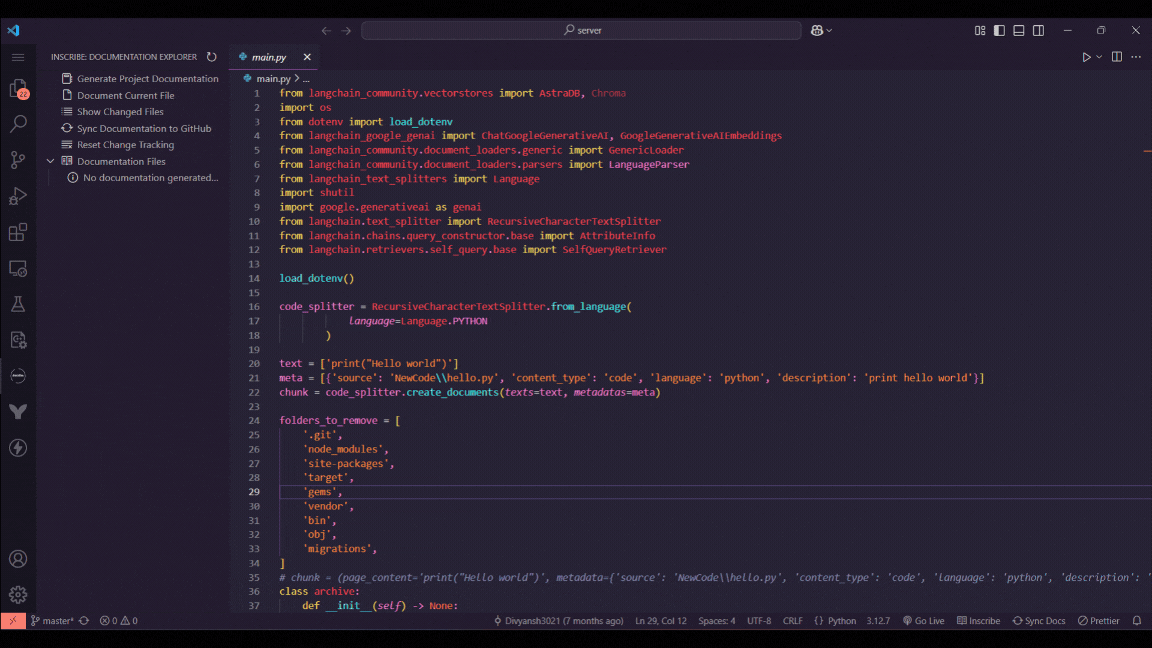 server
INSCRIBE: DOCUMENTATION EXPLORER
Generate Project Documentation
Document Current File
Show Changed Files
Sync Documentation to GitHub
Reset Change Tracking
Documentation Files
No documentation generated...
22
main.py
main.py > ...
1 from langchain_community.vectorstores import AstraDB, Chroma
2 import os
3 from dotenv import load_dotenv
4 from langchain_google_genai import ChatGoogleGenerativeAI, GoogleGenerativeAIEmbeddings
5 from langchain_community.document_loaders.generic import GenericLoader
6 from langchain_community.document_loaders.parsers import LanguageParser
7 from langchain_text_splitters import Language
8 import shutil
9 import google.generativeai as genai
10 from langchain.text_splitter import RecursiveCharacterTextSplitter
11 from langchain.chains.query_constructor.base import AttributeInfo
12 from langchain.retrievers.self_query.base import SelfQueryRetriever
13
14 load_dotenv()
15
16 code_splitter = RecursiveCharacterTextSplitter.from_language(
17 language=Language.PYTHON
18 )
19
20 text = ['print("Hello world")']
21 meta = [{'source': 'NewCode\\hello.py', 'content_type': 'code', 'language': 'python', 'description': 'print hello world'}]
22 chunk = code_splitter.create_documents(texts=text, metadatas=meta)
23
24 folders_to_remove = [
25 '.git',
26 'node_modules',
27 'site-packages',
28 'target',
29 'gems',
30 'vendor',
31 'bin',
32 'obj',
33 'migrations',
34 ]
35 # chunk = (page_content='print("Hello world")', metadata={'source': 'NewCode\\hello.py', 'content_type': 'code', 'language': 'python', 'description': '
36 class archive:
37 def __init__(self) -> None:
master* 0 0 Divyansh3021 (7 months ago) Ln 29, Col 12 Spaces: 4 UTF-8 CRLF {} Python 3.12.7 Go Live Inscribe Sync Docs Prettier